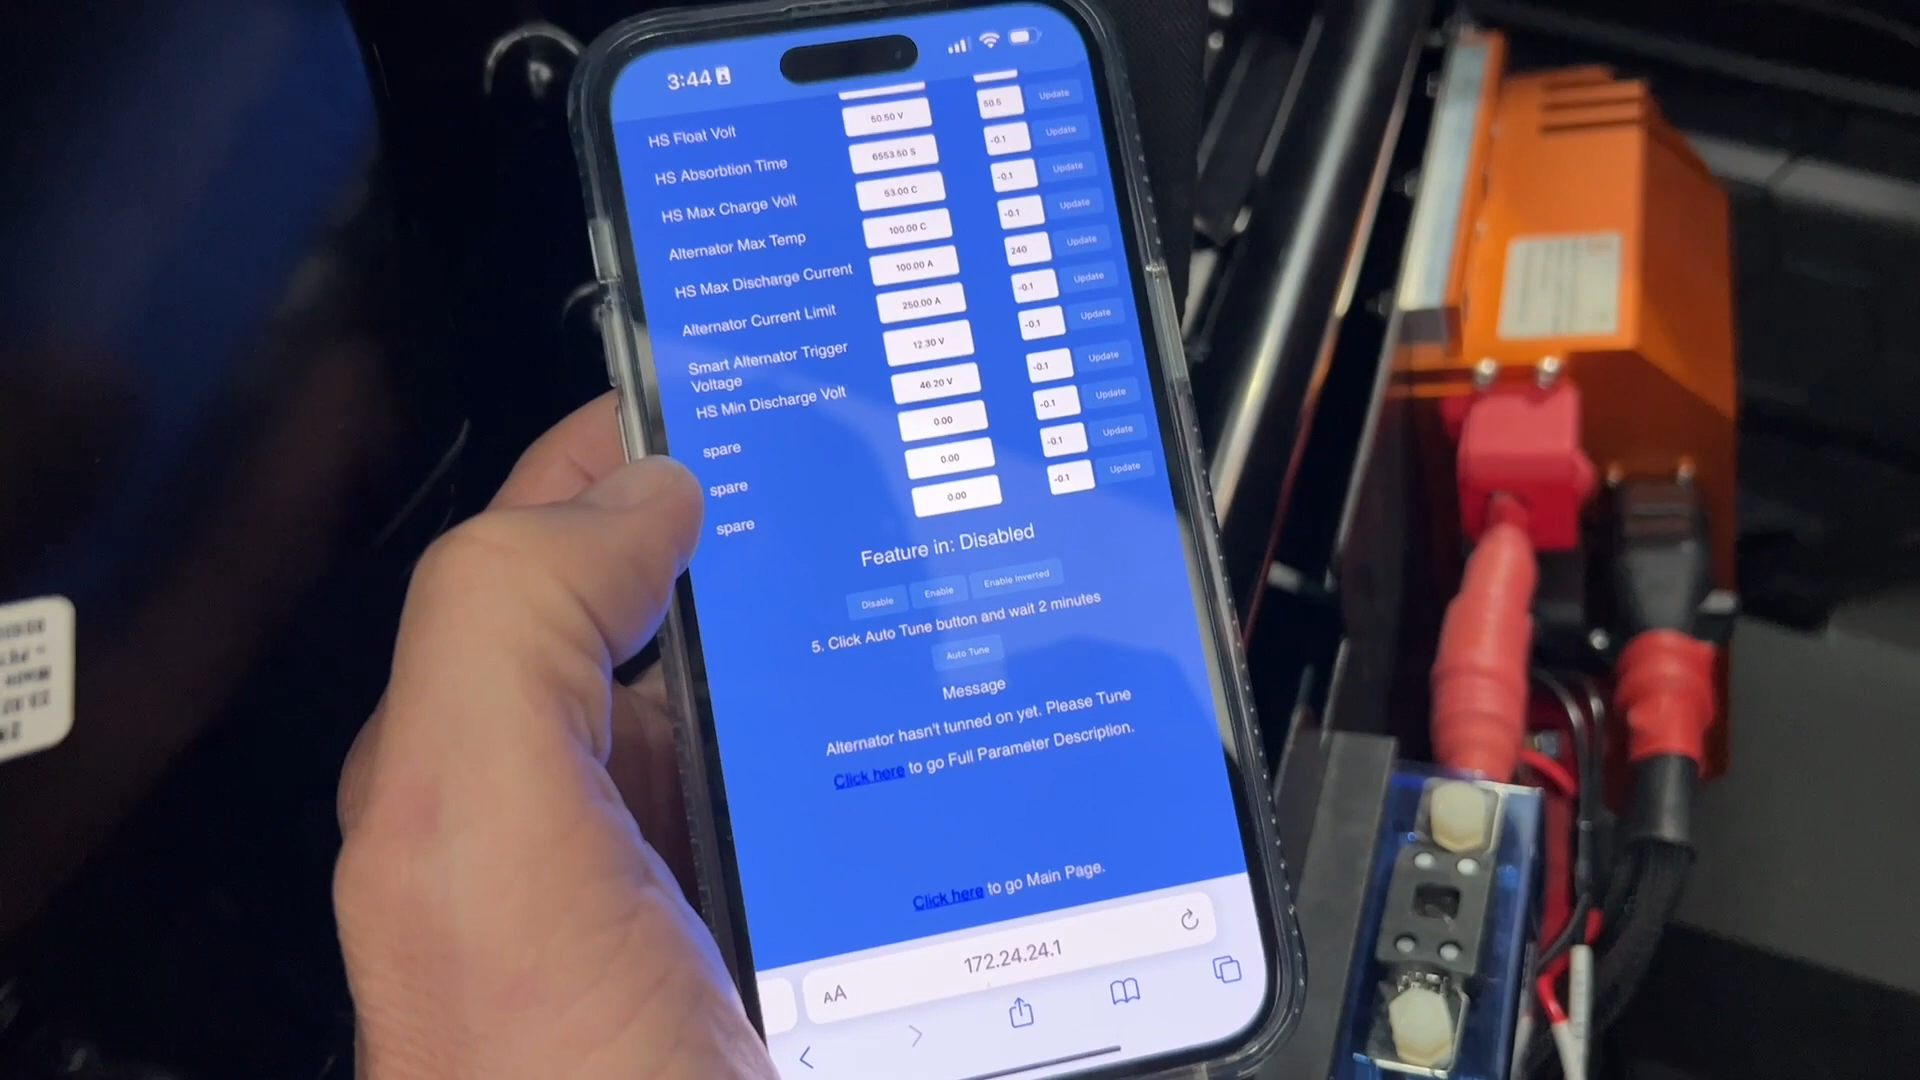 3:44
HS Float Volt 50.50 V 50.5 Update
HS Absorbtion Time 6553.50 S -0.1 Update
HS Max Charge Volt 53.00 C -0.1 Update
Alternator Max Temp 100.00 C -0.1 Update
HS Max Discharge Current 100.00 A 240 Update
Alternator Current Limit 250.00 A -0.1 Update
Smart Alternator Trigger Voltage 12.30 V -0.1 Update
HS Min Discharge Volt 46.20 V -0.1 Update
spare 0.00 -0.1 Update
spare 0.00 -0.1 Update
spare 0.00 -0.1 Update
Feature in: Disabled
Disable Enable Enable Inverted
5. Click Auto Tune button and wait 2 minutes
Auto Tune
Message
Alternator hasn't tunned on yet. Please Tune
Click here to go Full Parameter Description.
Click here to go Main Page.
AA 172.24.24.1